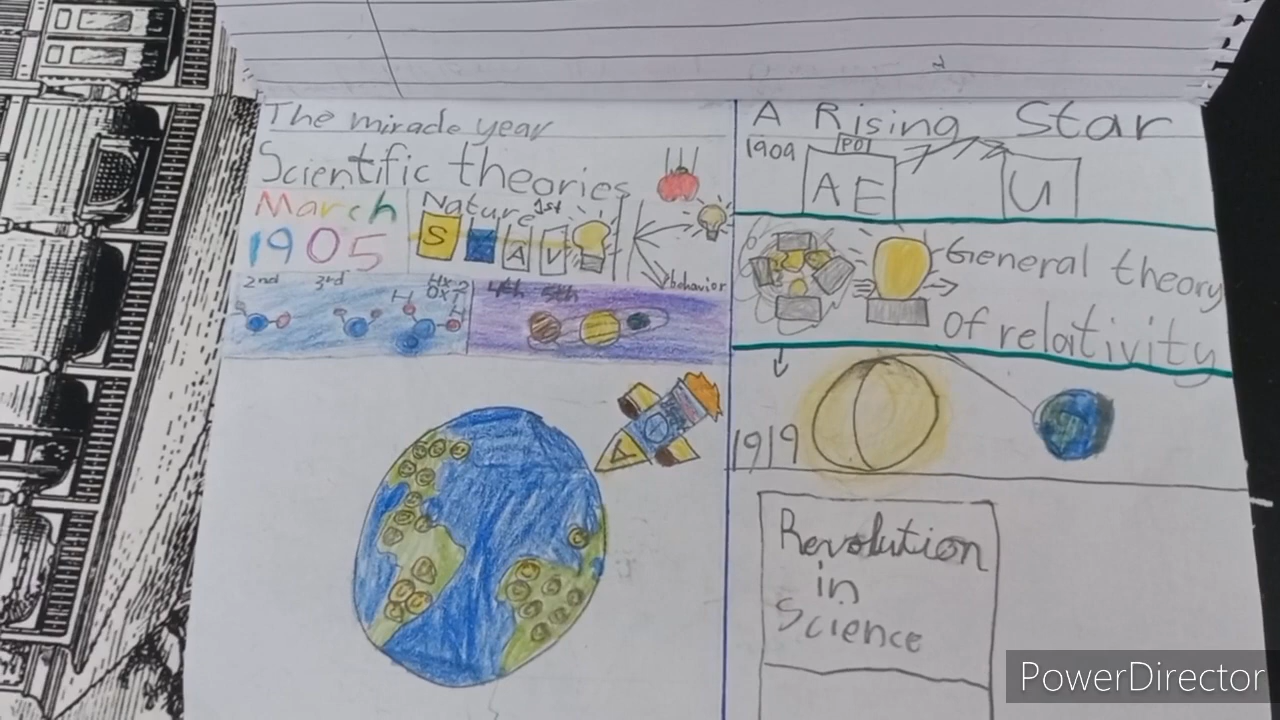 The miracle year
Scientific theories
March
1905
Nature 1st
S
A
V
behavior
2nd 3rd
H
H
4th 5th
A
A Rising Star
1909
PO
AE
U
General theory
of relativity
1919
Revolution
in
Science
PowerDirector